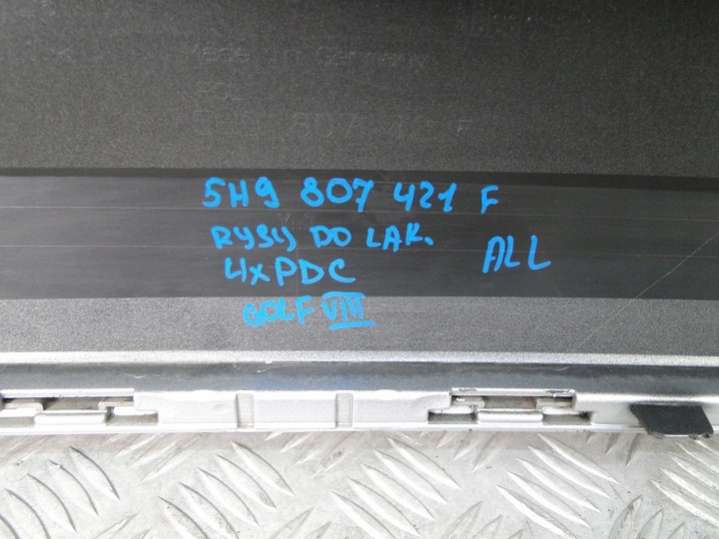 5H9 807 421 F
RYSY DO LAK.
ALL
4xPDC
GOLF VIII